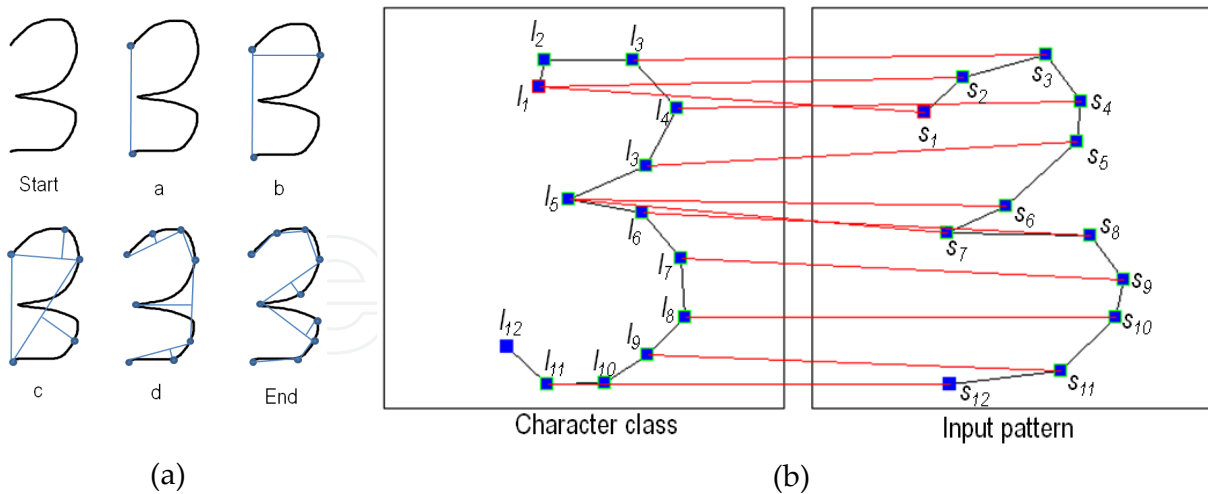 Start
a
b
c
d
End
(a)
l2
l3
l1
l4
l3
l5
l6
l7
l8
l9
l10
l11
l12
Character class
s3
s2
s1
s4
s5
s6
s7
s8
s9
s10
s11
s12
Input pattern
(b)